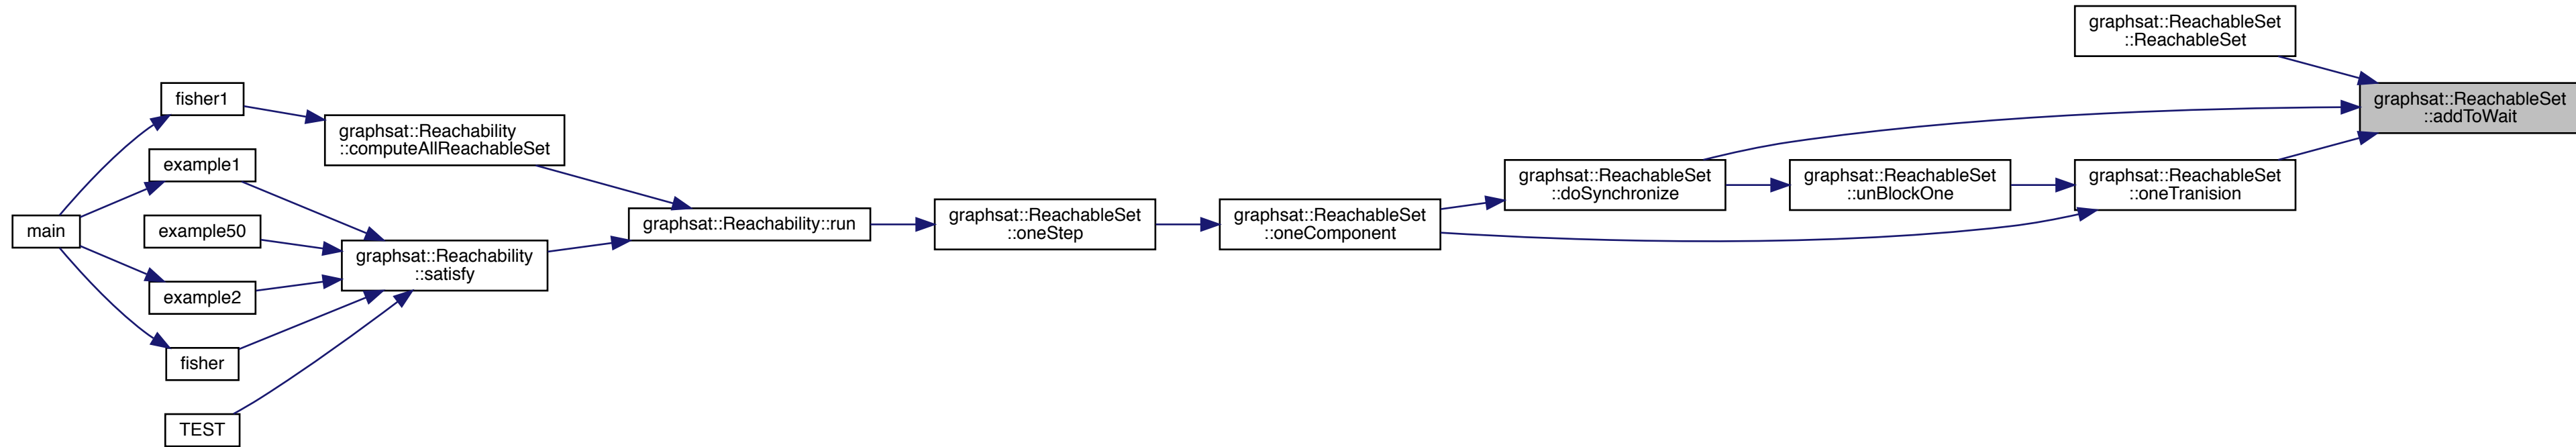 main
fisher1
example1
example50
example2
fisher
TEST
graphsat::Reachability
::computeAllReachableSet
graphsat::Reachability
::satisfy
graphsat::Reachability::run
graphsat::ReachableSet
::oneStep
graphsat::ReachableSet
::oneComponent
graphsat::ReachableSet
::doSynchronize
graphsat::ReachableSet
::unBlockOne
graphsat::ReachableSet
::ReachableSet
graphsat::ReachableSet
::oneTranision
graphsat::ReachableSet
::addToWait